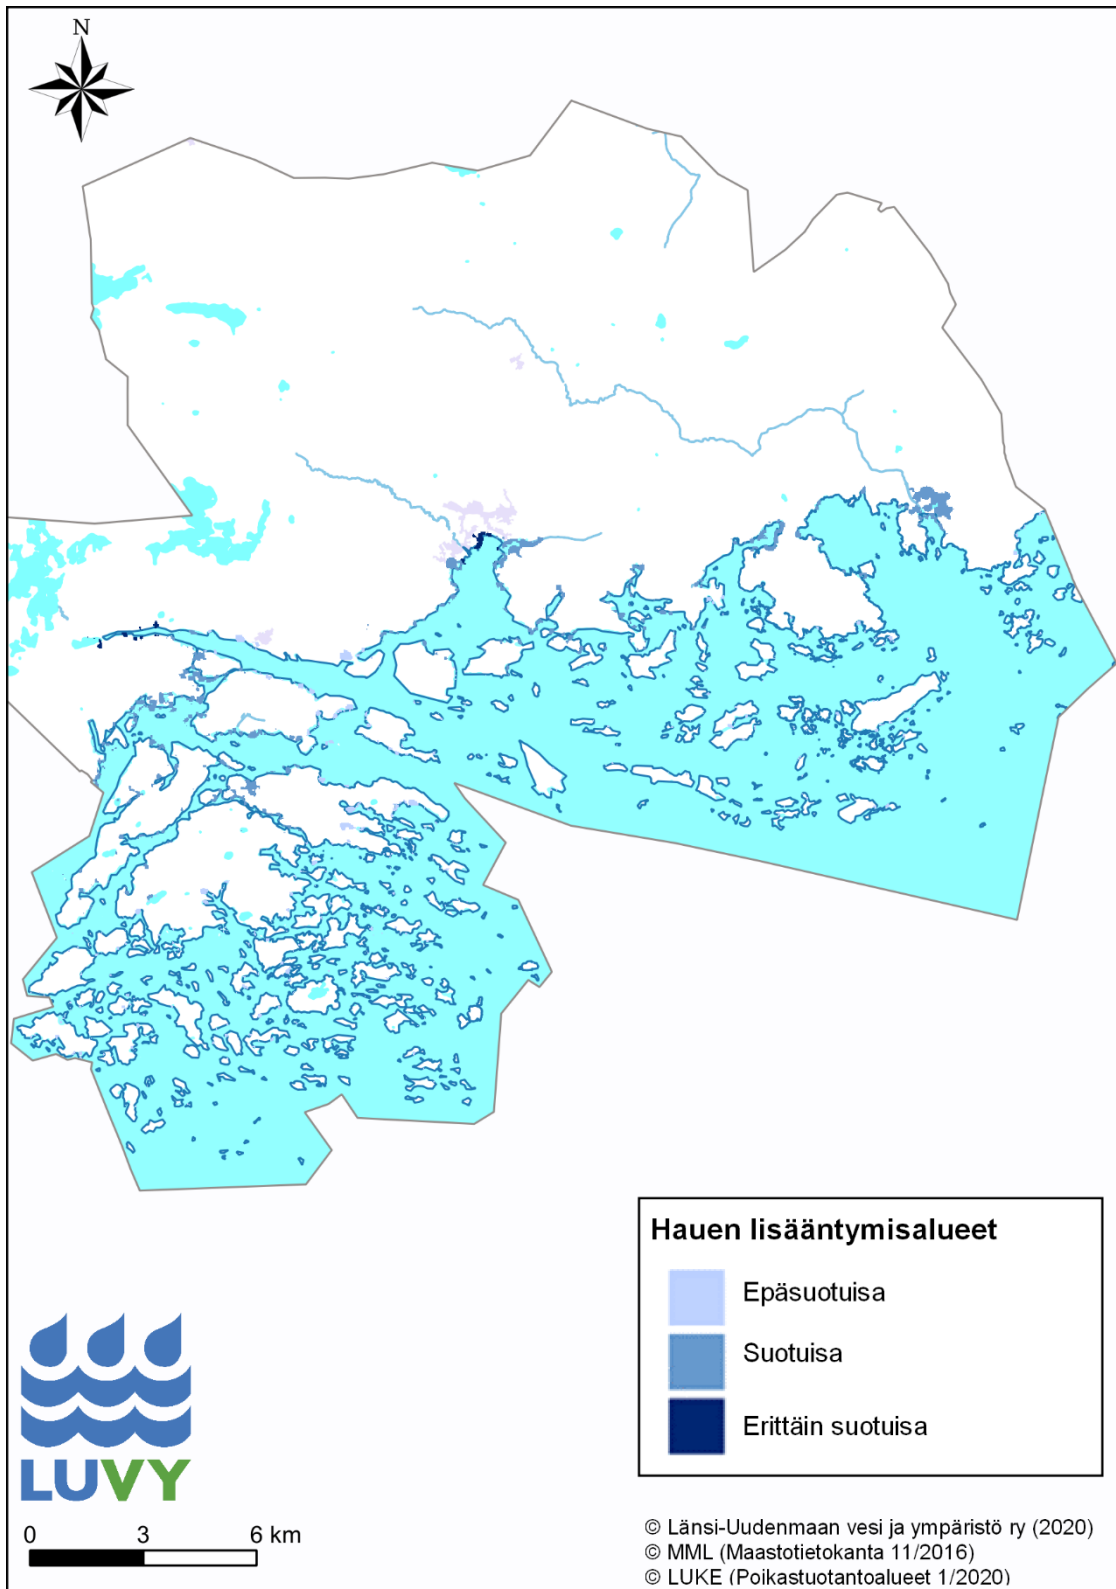 N
Hauen lisääntymisalueet
Epäsuotuisa
Suotuisa
Erittäin suotuisa
LUVY
0 3 6 km
© Länsi-Uudenmaan vesi ja ympäristö ry (2020)
© MML (Maastotietokanta 11/2016)
© LUKE (Poikastuotantoalueet 1/2020)